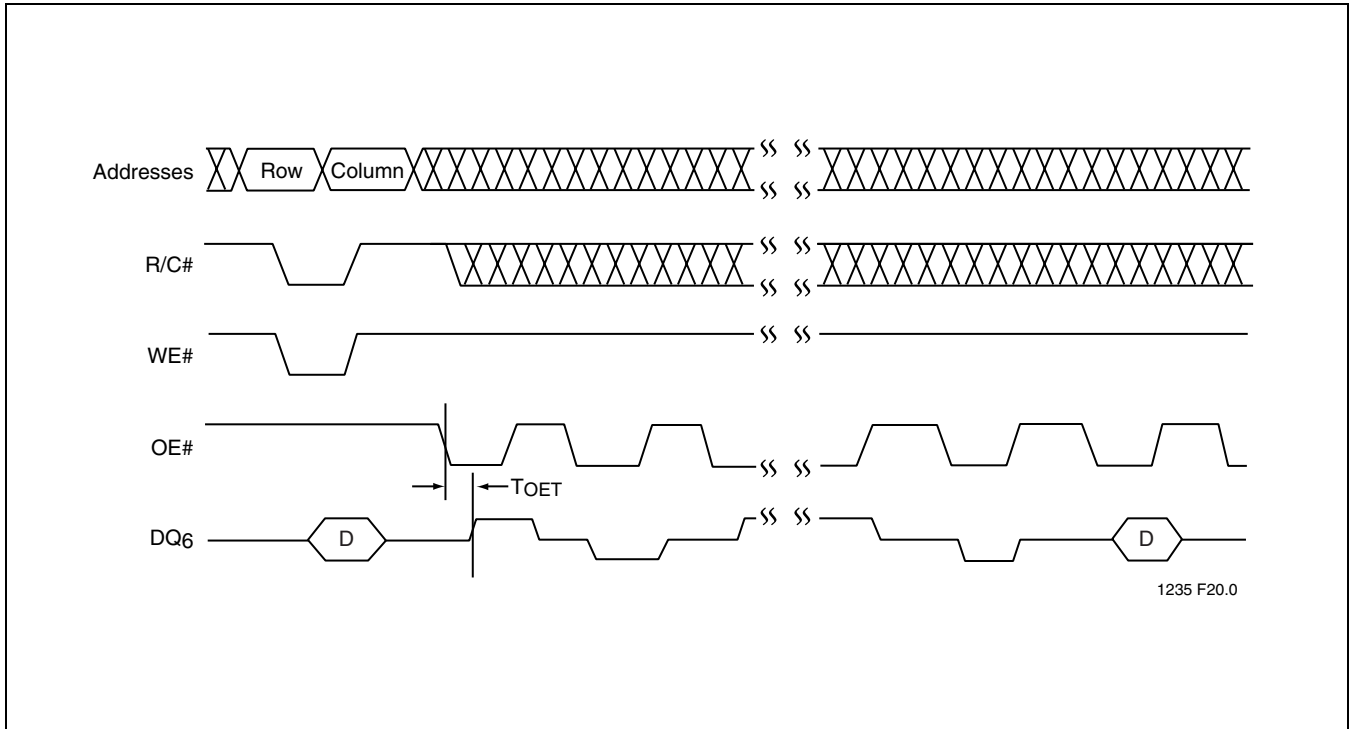 Addresses Row Column
R/C#
WE#
OE#
TOET
DQ6 D D
1235 F20.0